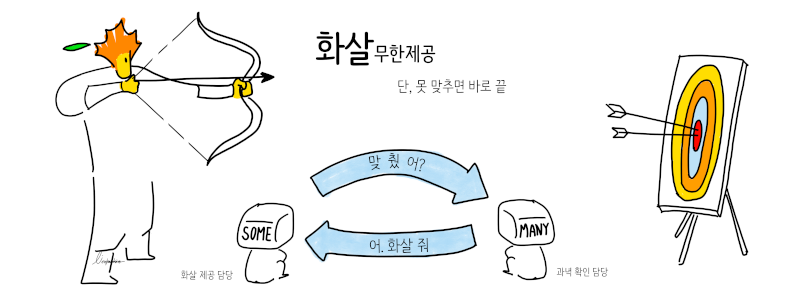 화살 무한제공
단, 못 맞추면 바로 끝
맞 췄 어?
SOME
MANY
어. 화살 줘
화살 제공 담당
과녁 확인 담당